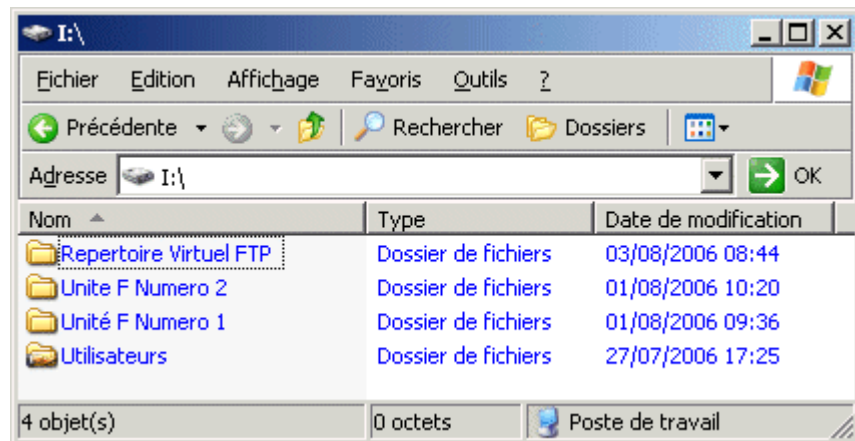 I:\
Fichier Edition Affichage Favoris Outils ?
Précédente Rechercher Dossiers
Adresse I:\ OK
Nom Type Date de modification
Repertoire Virtuel FTP Dossier de fichiers 03/08/2006 08:44
Unite F Numero 2 Dossier de fichiers 01/08/2006 10:20
Unité F Numero 1 Dossier de fichiers 01/08/2006 09:36
Utilisateurs Dossier de fichiers 27/07/2006 17:25
4 objet(s) 0 octets Poste de travail